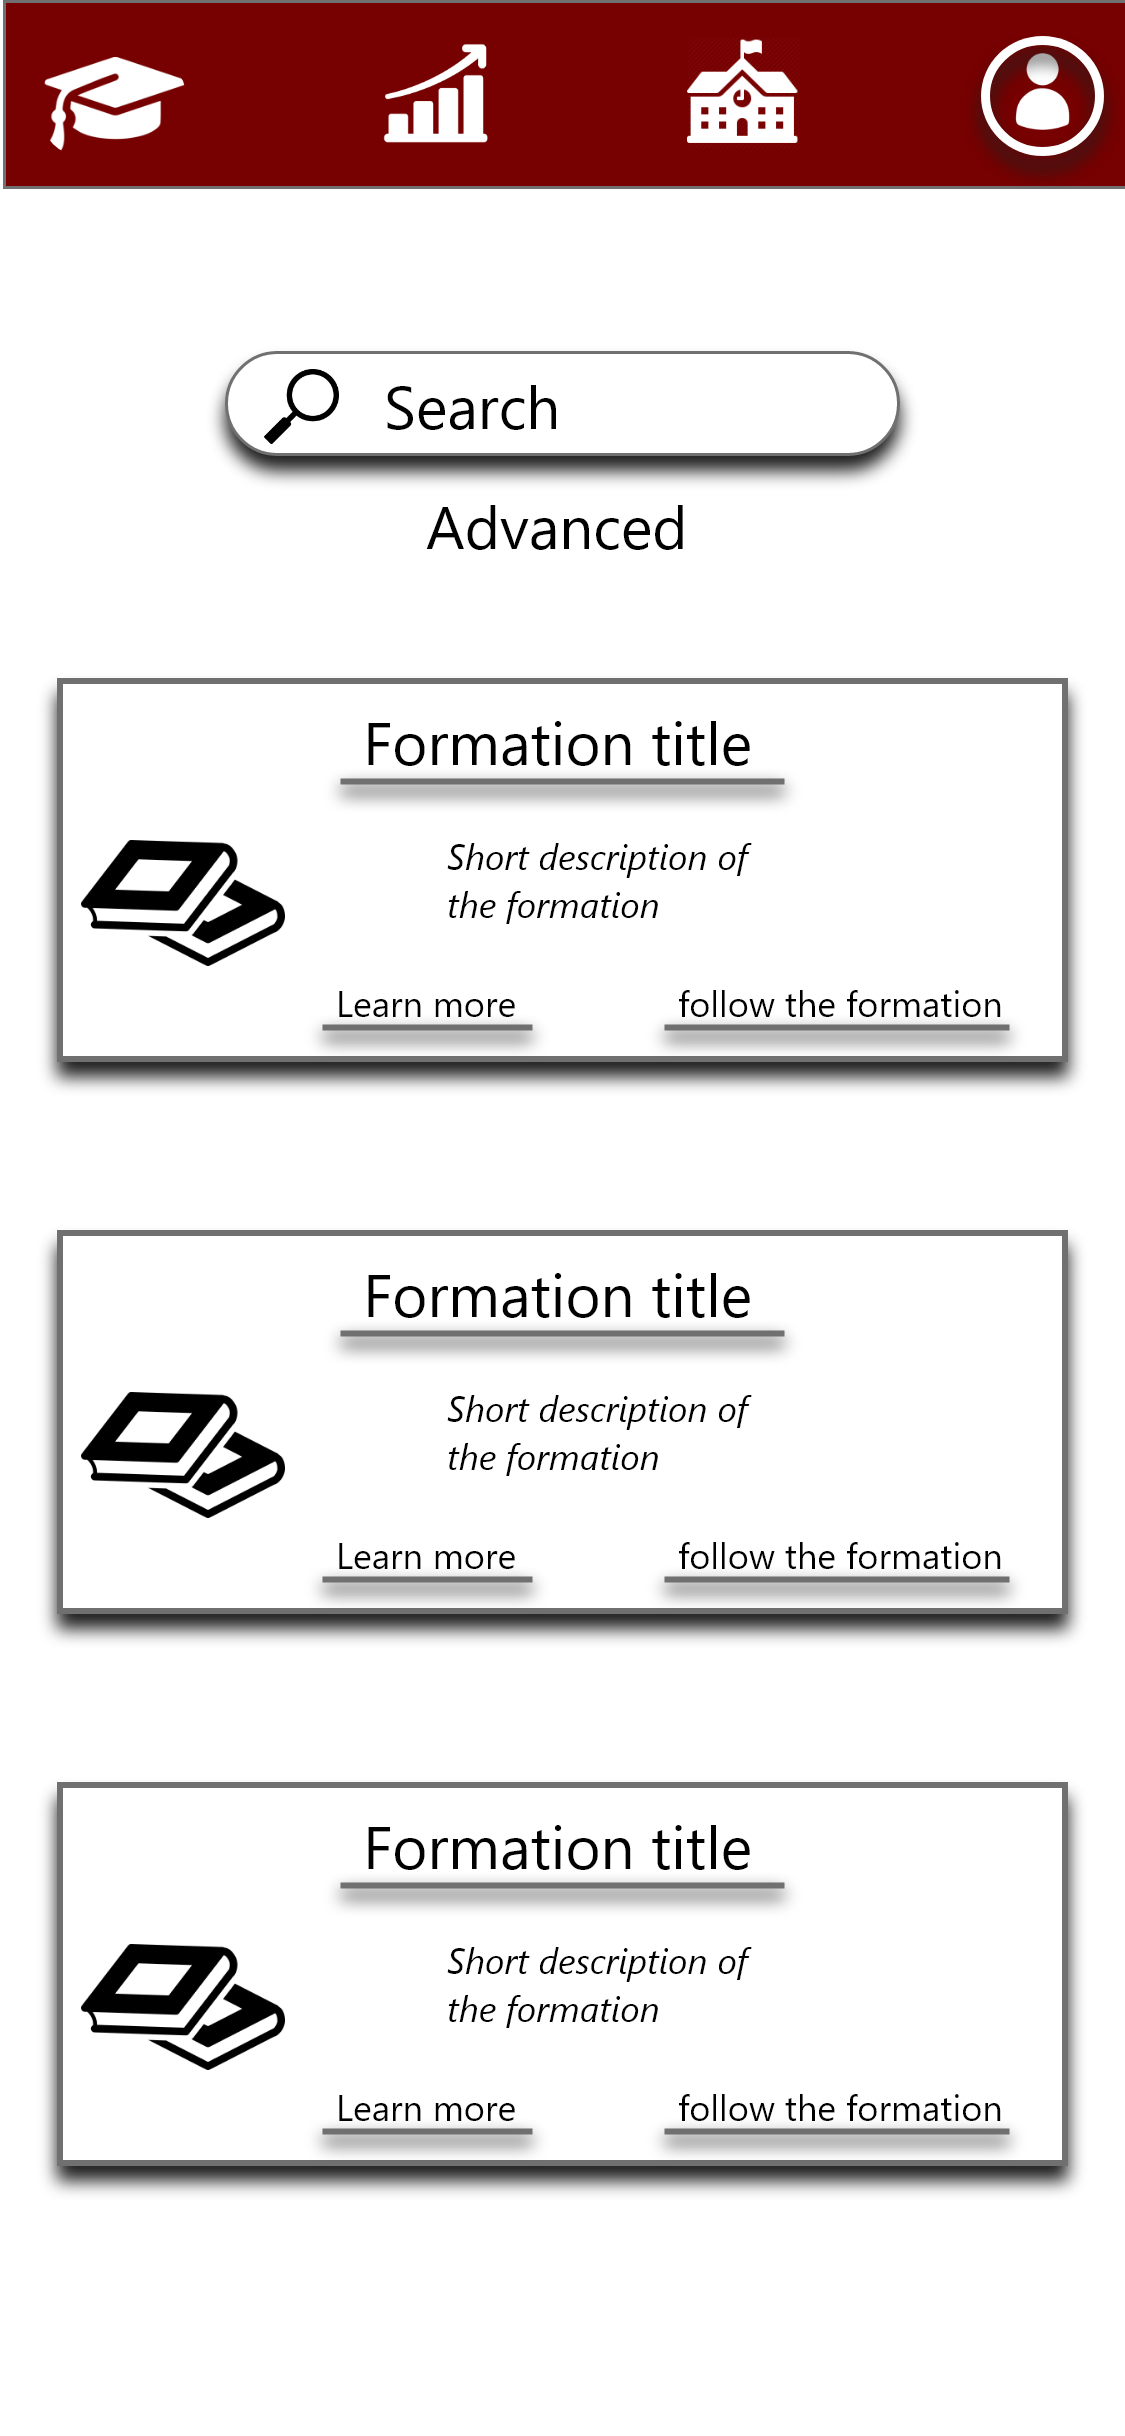 Search
Advanced
Formation title
Short description of
the formation
Learn more
follow the formation
Formation title
Short description of
the formation
Learn more
follow the formation
Formation title
Short description of
the formation
Learn more
follow the formation